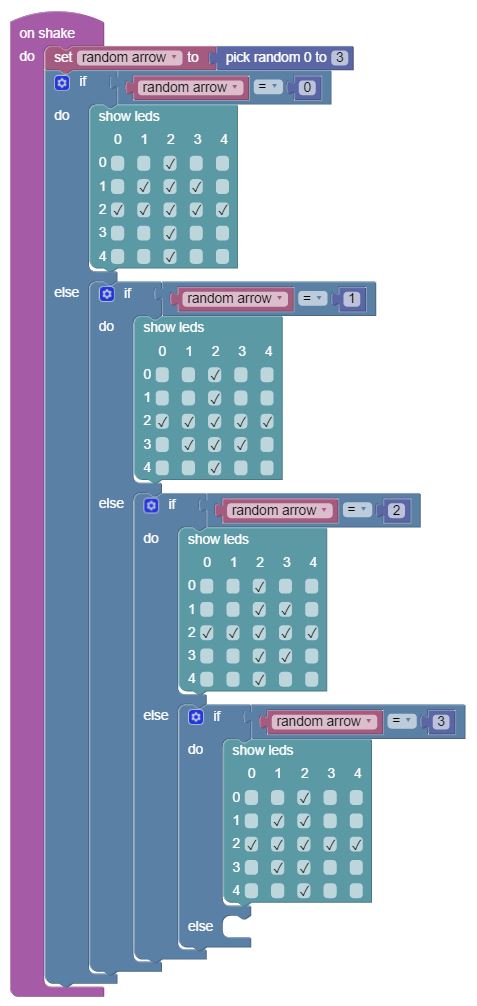 on shake
do set random arrow to pick random 0 to 3
if random arrow = 0
do show leds
0 1 2 3 4
0
1
2
3
4
else if random arrow = 1
do show leds
0 1 2 3 4
0
1
2
3
4
else if random arrow = 2
do show leds
0 1 2 3 4
0
1
2
3
4
else if random arrow = 3
do show leds
0 1 2 3 4
0
1
2
3
4
else